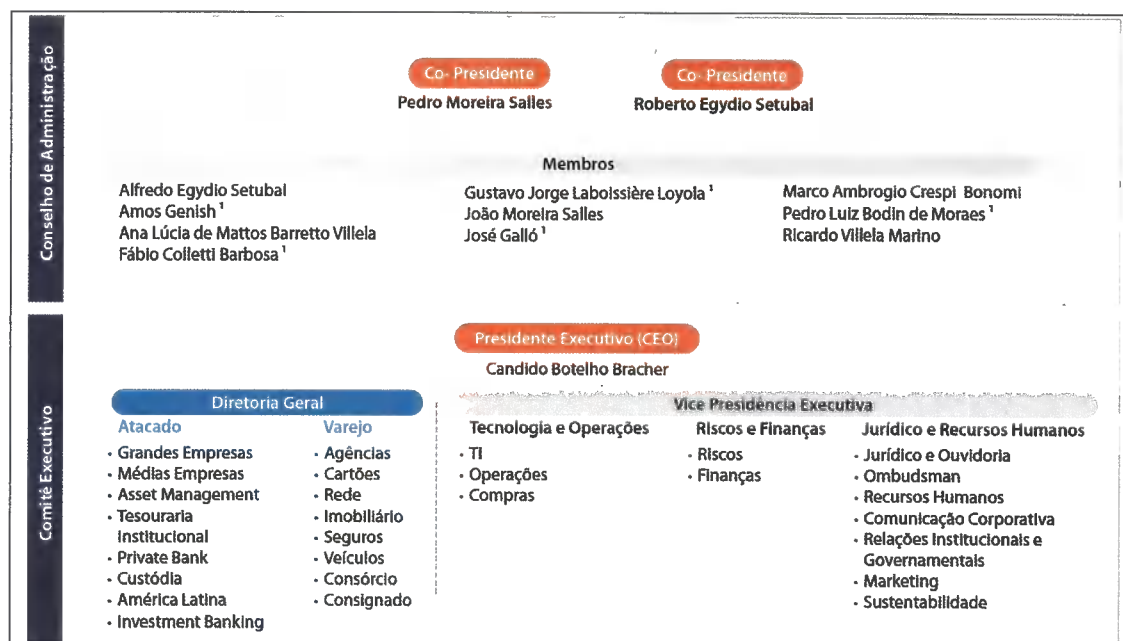 Conselho de Administração
Co- Presidente
Pedro Moreira Salles
Co- Presidente
Roberto Egydio Setubal
Membros
Alfredo Egydio Setubal
Amos Genish ¹
Ana Lúcia de Mattos Barretto Villela
Fábio Colletti Barbosa ¹
Gustavo Jorge Laboissière Loyola ¹
João Moreira Salles
José Galló ¹
Marco Ambrogio Crespi Bonomi
Pedro Luiz Bodin de Moraes ¹
Ricardo Villela Marino
Comitê Executivo
Presidente Executivo (CEO)
Candido Botelho Bracher
Diretoria Geral
Atacado
· Grandes Empresas
· Médias Empresas
· Asset Management
· Tesouraria
Institucional
· Private Bank
· Custódia
· América Latina
· Investment Banking
Varejo
· Agências
· Cartões
· Rede
· Imobiliário
· Seguros
· Veículos
· Consórcio
· Consignado
Vice Presidência Executiva
Tecnologia e Operações
· TI
· Operações
· Compras
Riscos e Finanças
· Riscos
· Finanças
Jurídico e Recursos Humanos
· Jurídico e Ouvidoria
· Ombudsman
· Recursos Humanos
· Comunicação Corporativa
· Relações Institucionais e
Governamentais
· Marketing
· Sustentabilidade